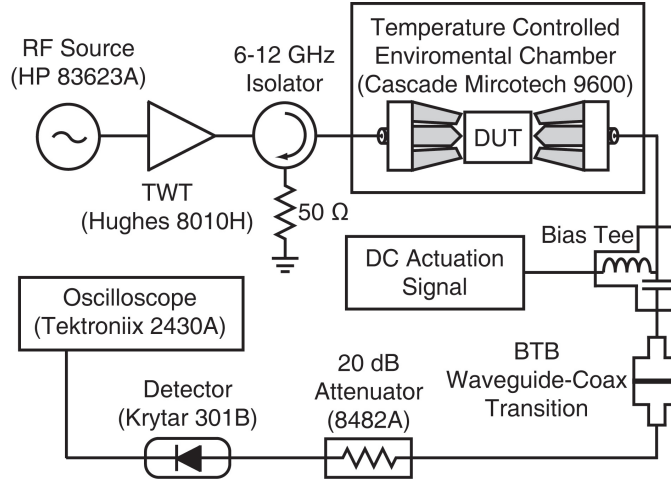 RF Source
(HP 83623A)
6-12 GHz
Isolator
Temperature Controlled
Enviromental Chamber
(Cascade Mircotech 9600)
DUT
TWT
(Hughes 8010H)
50 Ω
Bias Tee
DC Actuation
Signal
Oscilloscope
(Tektroniix 2430A)
BTB
Waveguide-Coax
Transition
20 dB
Attenuator
(8482A)
Detector
(Krytar 301B)